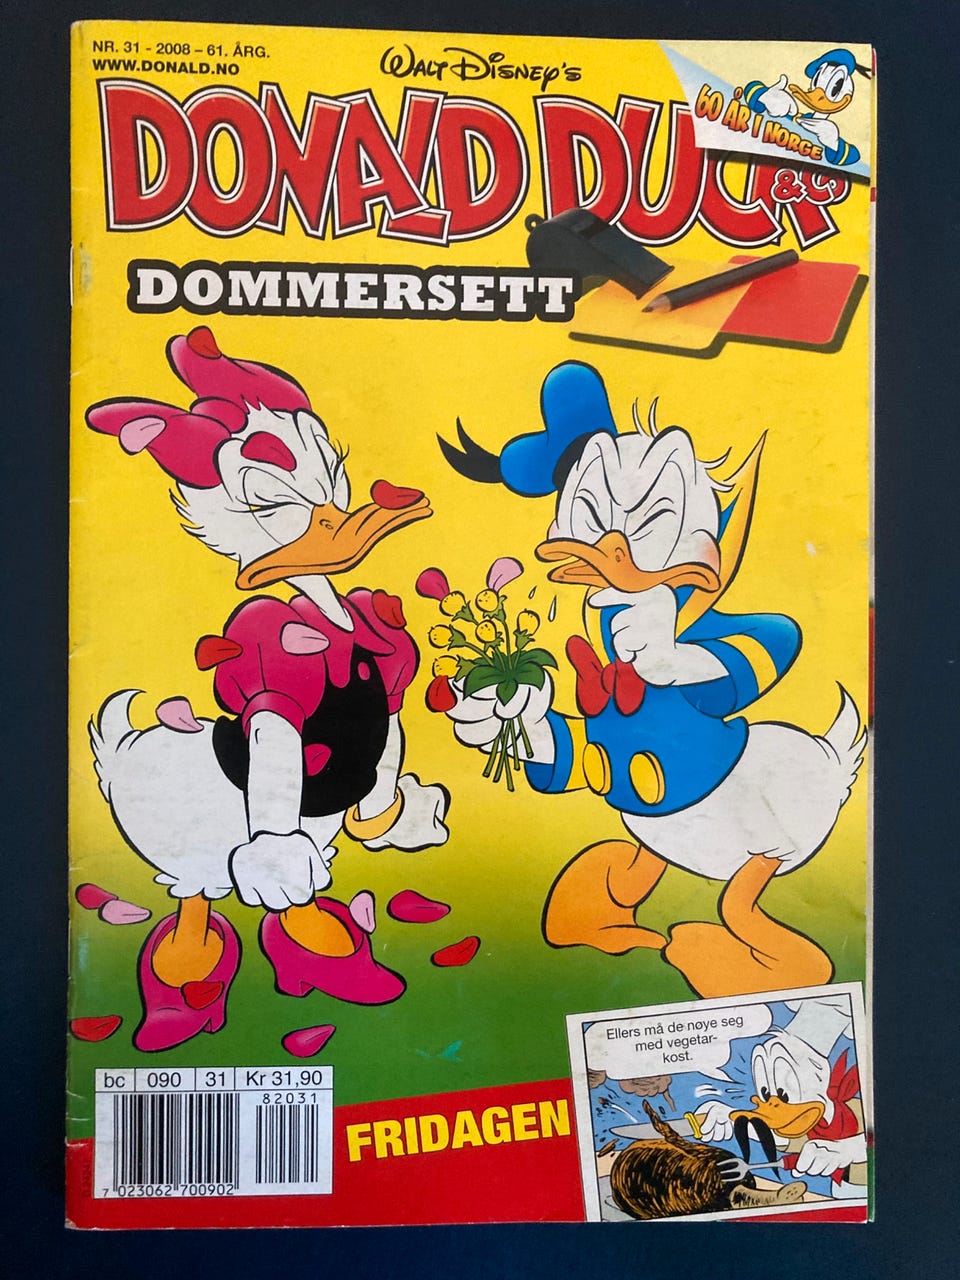 NR. 31 - 2008 – 61. ÅRG.
WWW.DONALD.NO
WALT DISNEY'S
DONALD DUCK
& Co
60 ÅR I NORGE
DOMMERSETT
Ellers må de nøye seg
med vegetar-
kost.
FRIDAGEN
bc 090 31 Kr 31,90
82031
7 023062 700902